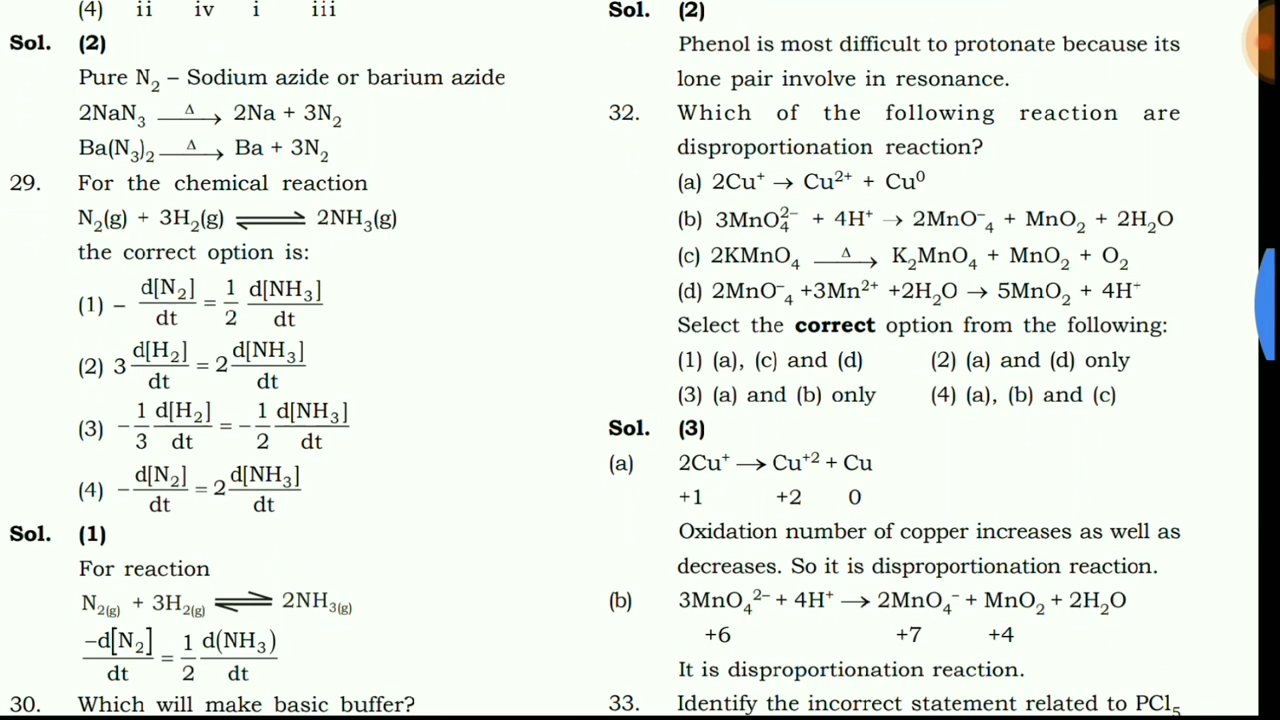 (4) ii iv i iii
Sol. (2)
Pure N₂ – Sodium azide or barium azide
2NaN₃ —Δ→ 2Na + 3N₂
Ba(N₃)₂ —Δ→ Ba + 3N₂
29. For the chemical reaction
N₂(g) + 3H₂(g) ⇌ 2NH₃(g)
the correct option is:
(1) – d[N₂]/dt = 1/2 d[NH₃]/dt
(2) 3 d[H₂]/dt = 2 d[NH₃]/dt
(3) – 1/3 d[H₂]/dt = – 1/2 d[NH₃]/dt
(4) – d[N₂]/dt = 2 d[NH₃]/dt
Sol. (1)
For reaction
N₂(g) + 3H₂(g) ⇌ 2NH₃(g)
–d[N₂]/dt = 1/2 d(NH₃)/dt
30. Which will make basic buffer?
Sol. (2)
Phenol is most difficult to protonate because its
lone pair involve in resonance.
32. Which of the following reaction are
disproportionation reaction?
(a) 2Cu⁺ → Cu²⁺ + Cu⁰
(b) 3MnO₄²⁻ + 4H⁺ → 2MnO⁻₄ + MnO₂ + 2H₂O
(c) 2KMnO₄ —Δ→ K₂MnO₄ + MnO₂ + O₂
(d) 2MnO⁻₄ +3Mn²⁺ +2H₂O → 5MnO₂ + 4H⁺
Select the correct option from the following:
(1) (a), (c) and (d) (2) (a) and (d) only
(3) (a) and (b) only (4) (a), (b) and (c)
Sol. (3)
(a) 2Cu⁺ → Cu⁺² + Cu
+1 +2 0
Oxidation number of copper increases as well as
decreases. So it is disproportionation reaction.
(b) 3MnO₄²⁻ + 4H⁺ → 2MnO₄⁻ + MnO₂ + 2H₂O
+6 +7 +4
It is disproportionation reaction.
33. Identify the incorrect statement related to PCl₅